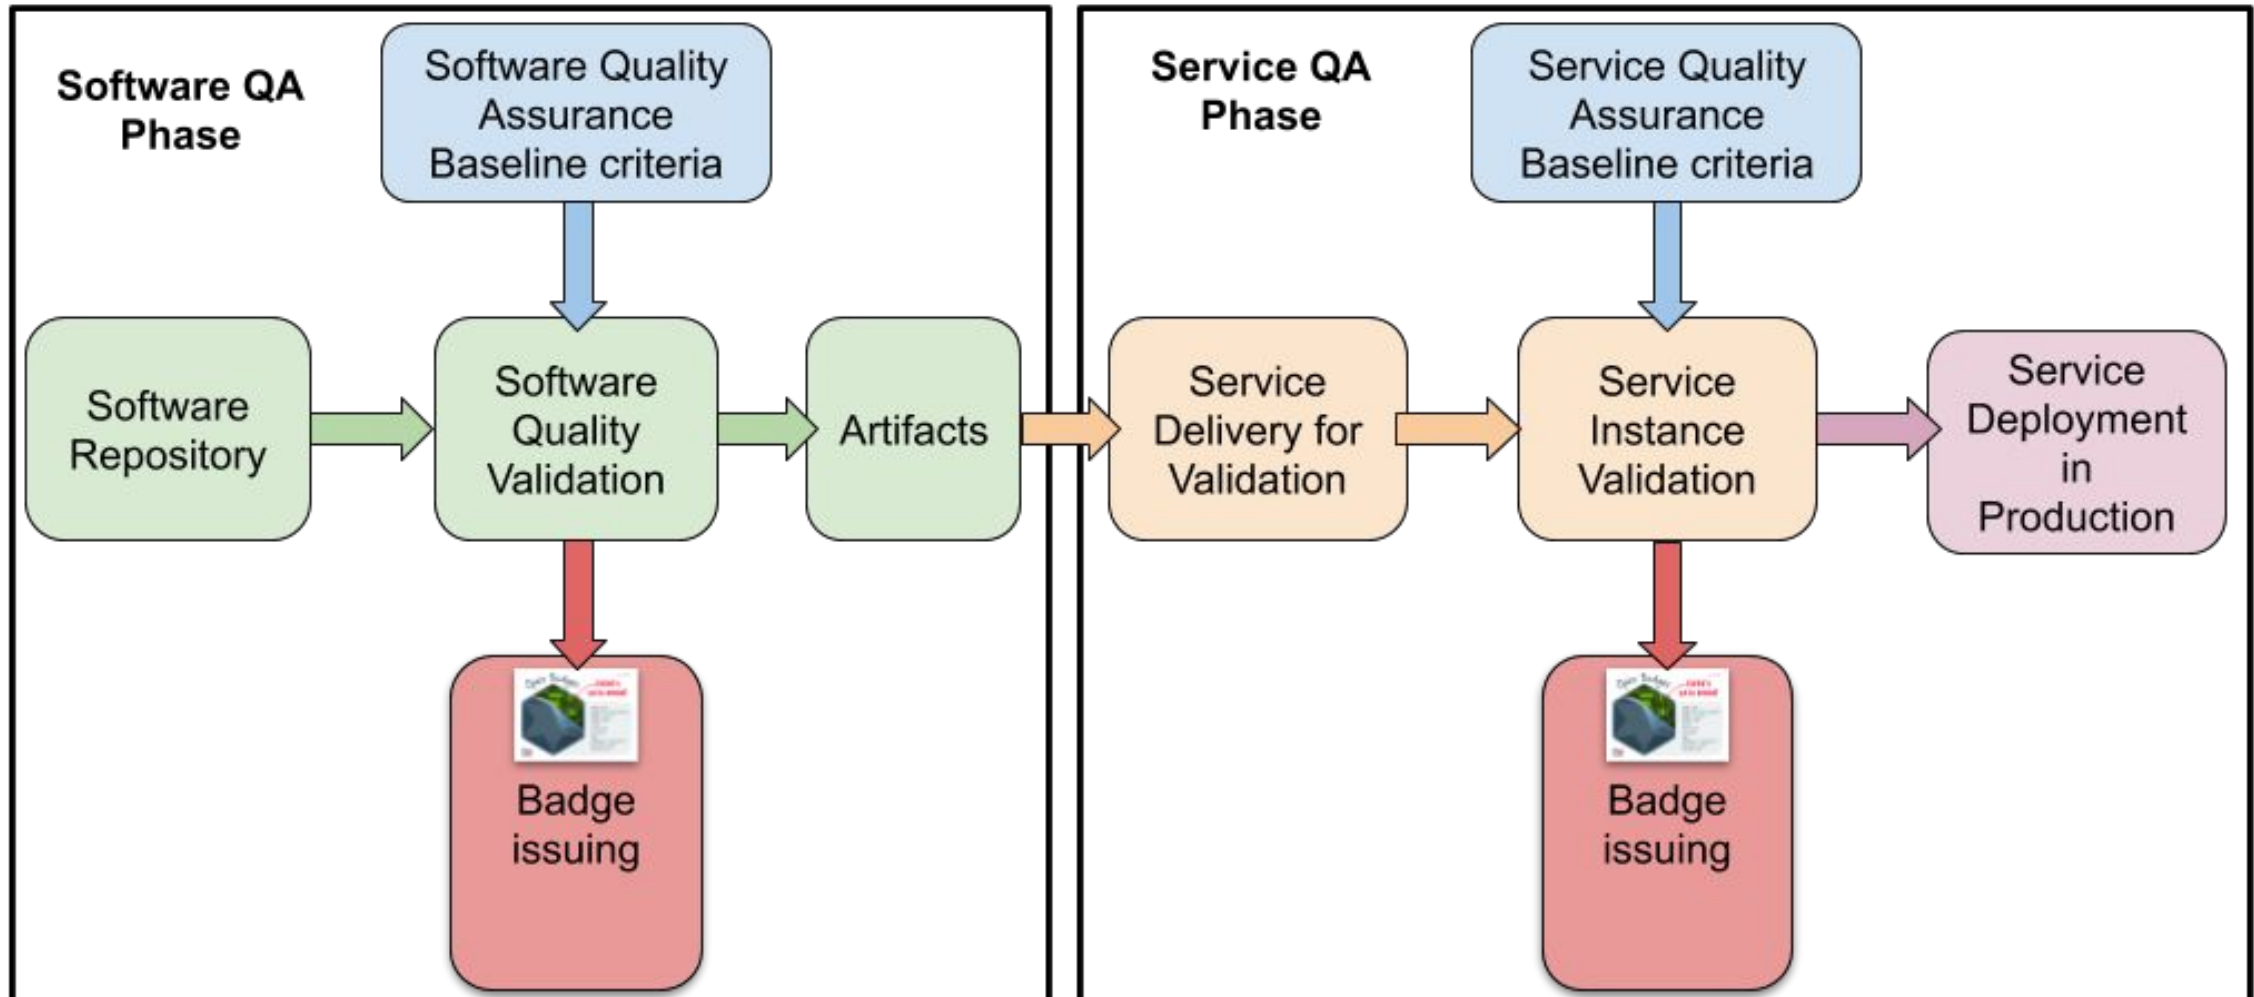 Software QA
Phase
Software Quality
Assurance
Baseline criteria
Software
Repository
Software
Quality
Validation
Artifacts
Badge
issuing
Service QA
Phase
Service Quality
Assurance
Baseline criteria
Service
Delivery for
Validation
Service
Instance
Validation
Service
Deployment
in
Production
Badge
issuing